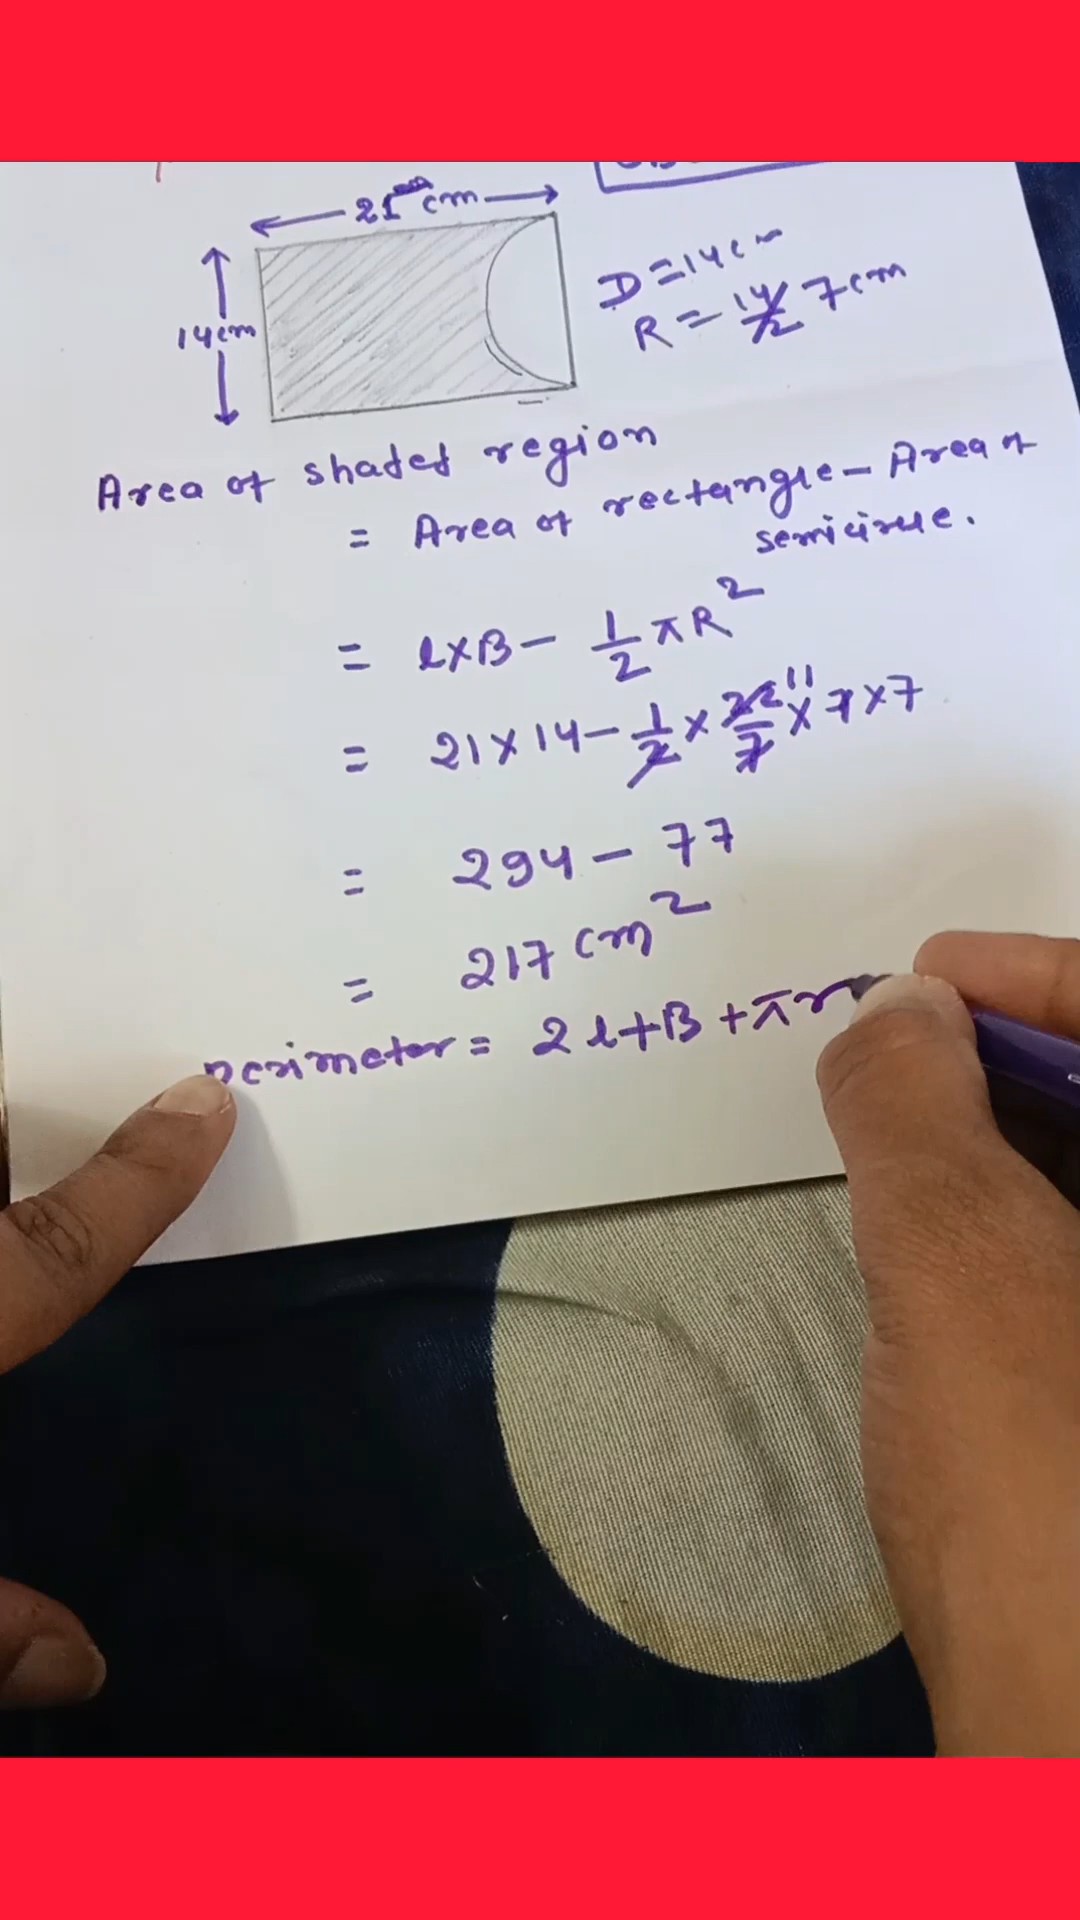 21 cm
14cm
D=14cm
R= 14/2 7cm
Area of shaded region
= Area of rectangle - Area of
semicircle.
= l×B - 1/2 πR²
= 21×14 - 1/2 × 22/7 × 7×7 11
= 294 - 77
= 217 cm²
perimeter = 2l+B+πr